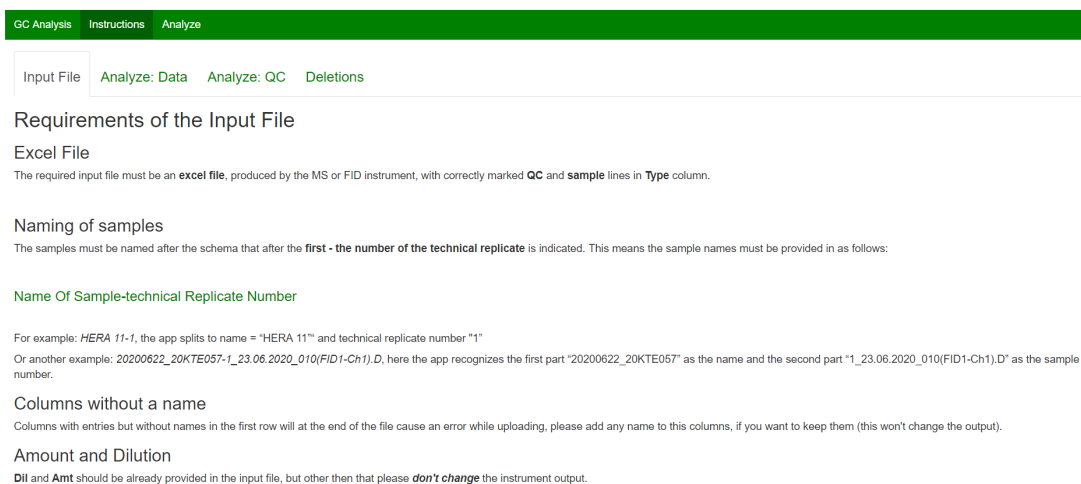 GC Analysis Instructions Analyze
Input File Analyze: Data Analyze: QC Deletions
Requirements of the Input File
Excel File
The required input file must be an excel file, produced by the MS or FID instrument, with correctly marked QC and sample lines in Type column.
Naming of samples
The samples must be named after the schema that after the first - the number of the technical replicate is indicated. This means the sample names must be provided in as follows:
Name Of Sample-technical Replicate Number
For example: HERA 11-1, the app splits to name = "HERA 11"" and technical replicate number "1"
Or another example: 20200622_20KTE057-1_23.06.2020_010(FID1-Ch1).D, here the app recognizes the first part "20200622_20KTE057" as the name and the second part "1_23.06.2020_010(FID1-Ch1).D" as the sample
number.
Columns without a name
Columns with entries but without names in the first row will at the end of the file cause an error while uploading, please add any name to this columns, if you want to keep them (this won't change the output).
Amount and Dilution
Dil and Amt should be already provided in the input file, but other then that please don't change the instrument output.